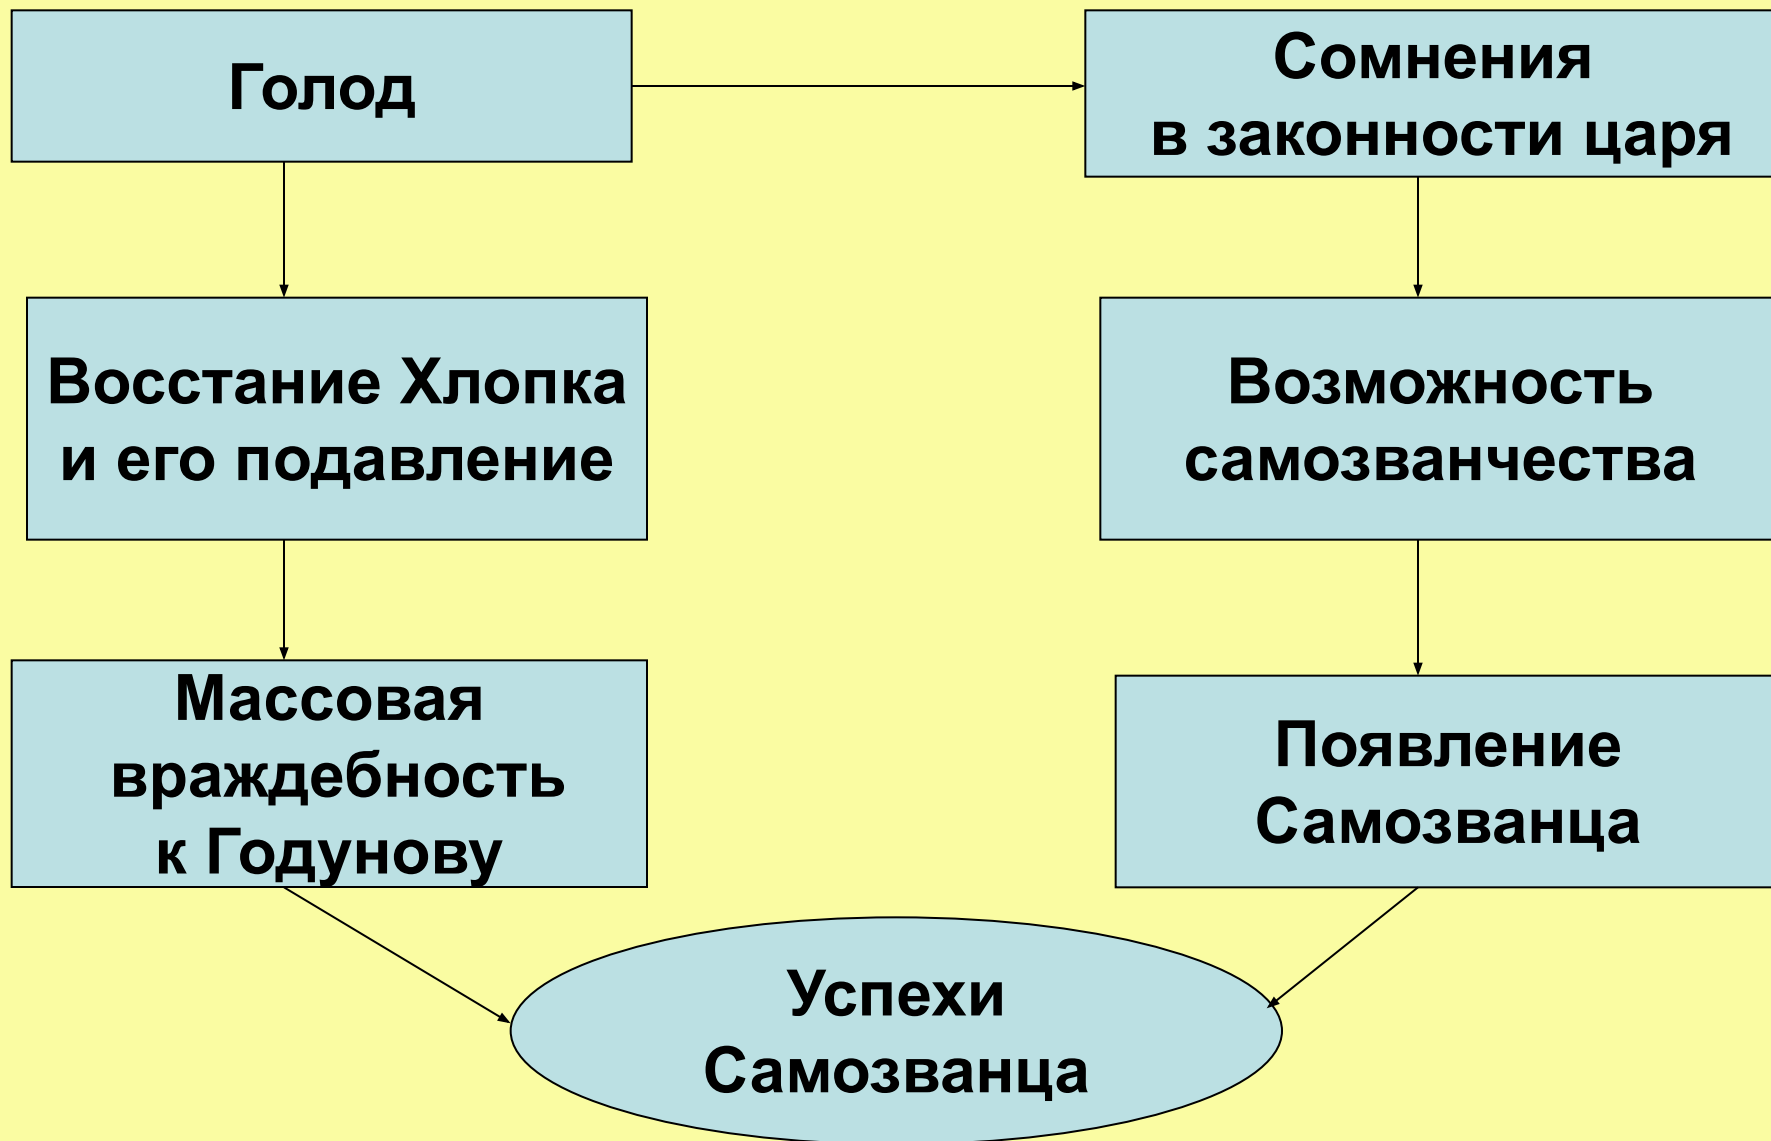 Голод
Сомнения
в законности царя
Восстание Хлопка
и его подавление
Возможность
самозванчества
Массовая
враждебность
к Годунову
Появление
Самозванца
Успехи
Самозванца